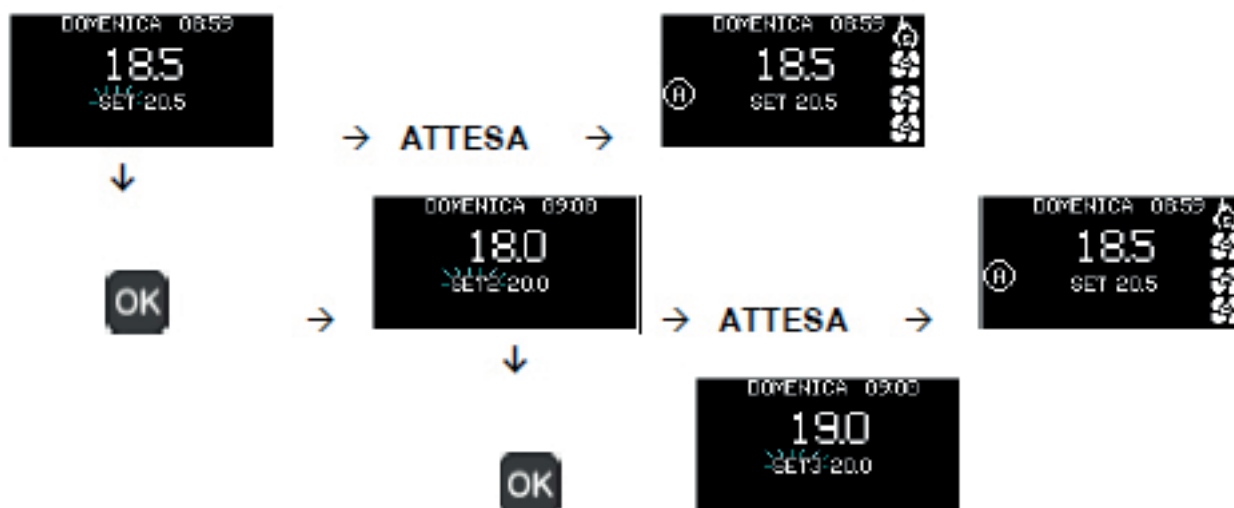 DOMENICA 08:59
18.5
SET 20.5
→ ATTESA →
DOMENICA 08:59
18.5
A
SET 20.5
OK
DOMENICA 09:00
18.0
SET2 20.0
→ ATTESA →
DOMENICA 08:59
18.5
A
SET 20.5
OK
DOMENICA 09:00
19.0
SET3 20.0